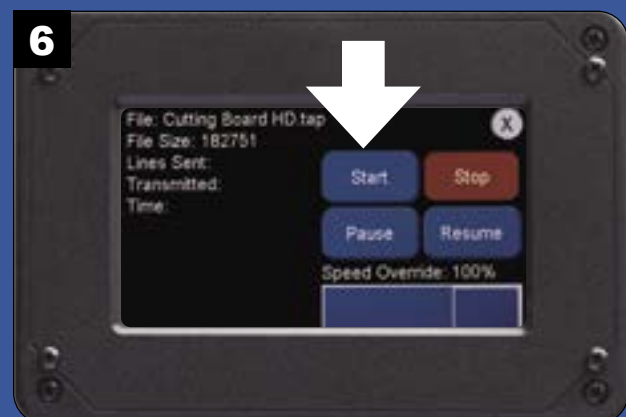 6
File: Cutting Board HD.tap
File Size: 182751
Lines Sent:
Transmitted:
Time:
X
Start
Stop
Pause
Resume
Speed Override: 100%